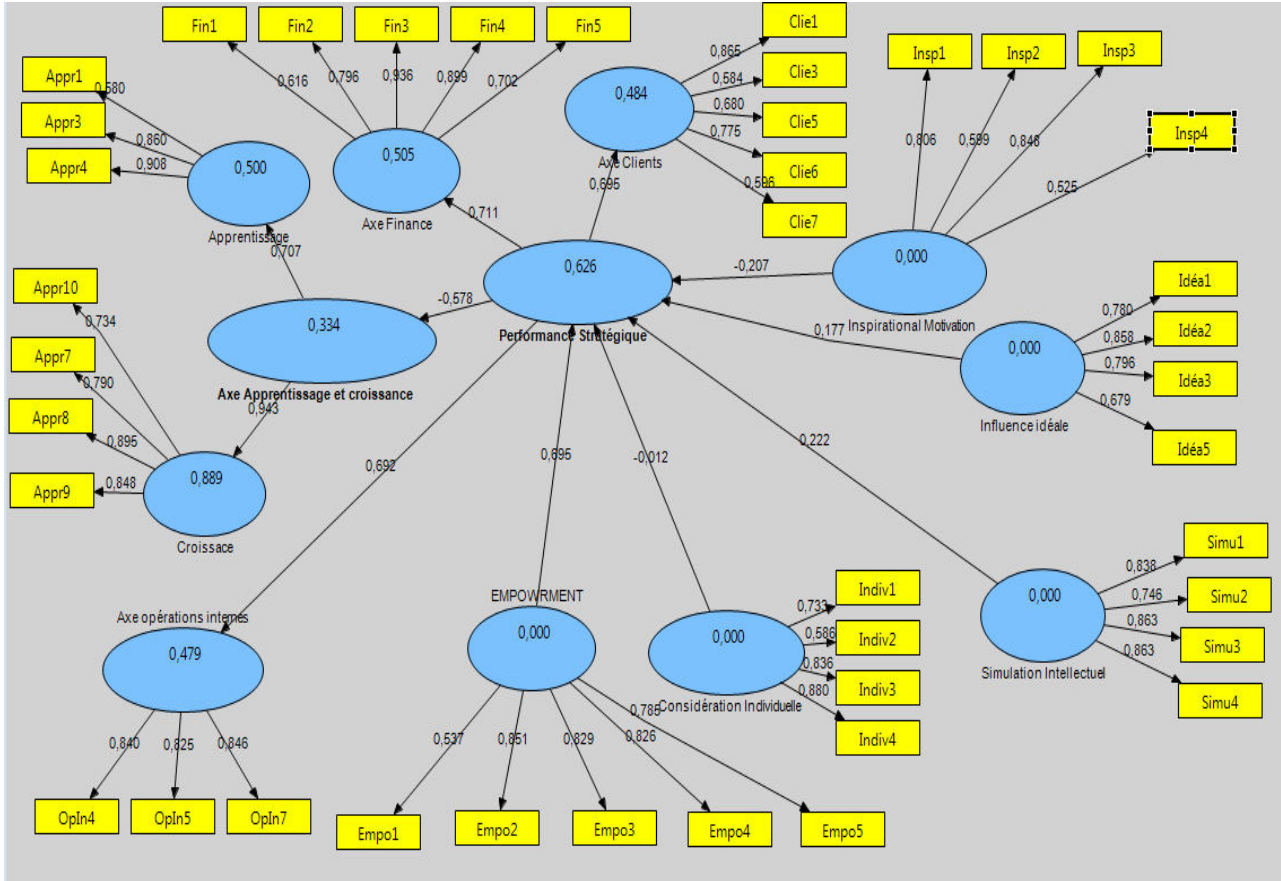 Fin1
Fin2
Fin3
Fin4
Fin5
0,616
0,796
0,936
0,899
0,702
Appr1
Appr3
Appr4
0,580
0,860
0,908
0,500
Apprentissage
0,505
Axe Finance
0,484
Axe Clients
Clie1
Clie3
Clie5
Clie6
Clie7
0,865
0,584
0,680
0,775
0,596
Insp1
Insp2
Insp3
Insp4
0,806
0,599
0,848
0,525
0,000
Inspirational Motivation
0,695
0,711
0,707
-0,578
-0,207
0,177
0,626
Performance Stratégique
0,334
Axe Apprentissage et croissance
Appr10
Appr7
Appr8
Appr9
0,734
0,790
0,895
0,848
0,943
0,889
Croissace
0,000
Influence idéale
Idéa1
Idéa2
Idéa3
Idéa5
0,780
0,858
0,796
0,679
0,692
0,695
-0,012
0,222
Axe opérations internes
0,479
0,840
0,825
0,846
OpIn4
OpIn5
OpIn7
EMPOWRMENT
0,000
0,537
0,851
0,829
0,826
0,785
Empo1
Empo2
Empo3
Empo4
Empo5
0,000
Considération Individuelle
0,733
0,586
0,836
0,880
Indiv1
Indiv2
Indiv3
Indiv4
0,000
Simulation Intellectuel
0,838
0,746
0,863
0,863
Simu1
Simu2
Simu3
Simu4